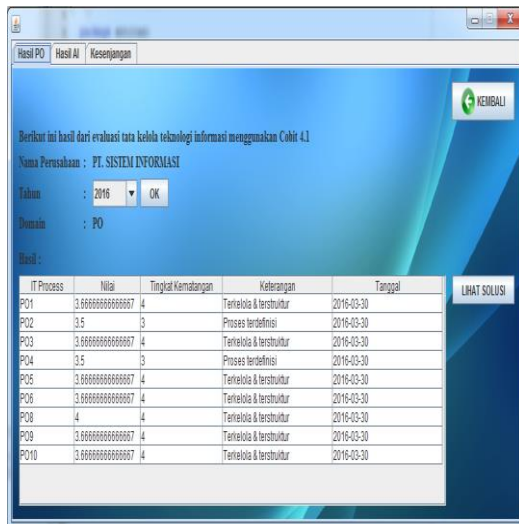 Hasil PO Hasil AI Kesenjangan
KEMBALI
Berikut ini hasil dari evaluasi tata kelola teknologi informasi menggunakan Cobit 4.1
Nama Perusahaan : PT. SISTEM INFORMASI
Tahun : 2016 OK
Domain : PO
Hasil :
LIHAT SOLUSI
IT Process Nilai Tingkat Kematangan Keterangan Tanggal
PO1 3.66666666666667 4 Terkelola & terstruktur 2016-03-30
PO2 3.5 3 Proses terdefinisi 2016-03-30
PO3 3.66666666666667 4 Terkelola & terstruktur 2016-03-30
PO4 3.5 3 Proses terdefinisi 2016-03-30
PO5 3.66666666666667 4 Terkelola & terstruktur 2016-03-30
PO6 3.66666666666667 4 Terkelola & terstruktur 2016-03-30
PO8 4 4 Terkelola & terstruktur 2016-03-30
PO9 3.66666666666667 4 Terkelola & terstruktur 2016-03-30
PO10 3.66666666666667 4 Terkelola & terstruktur 2016-03-30